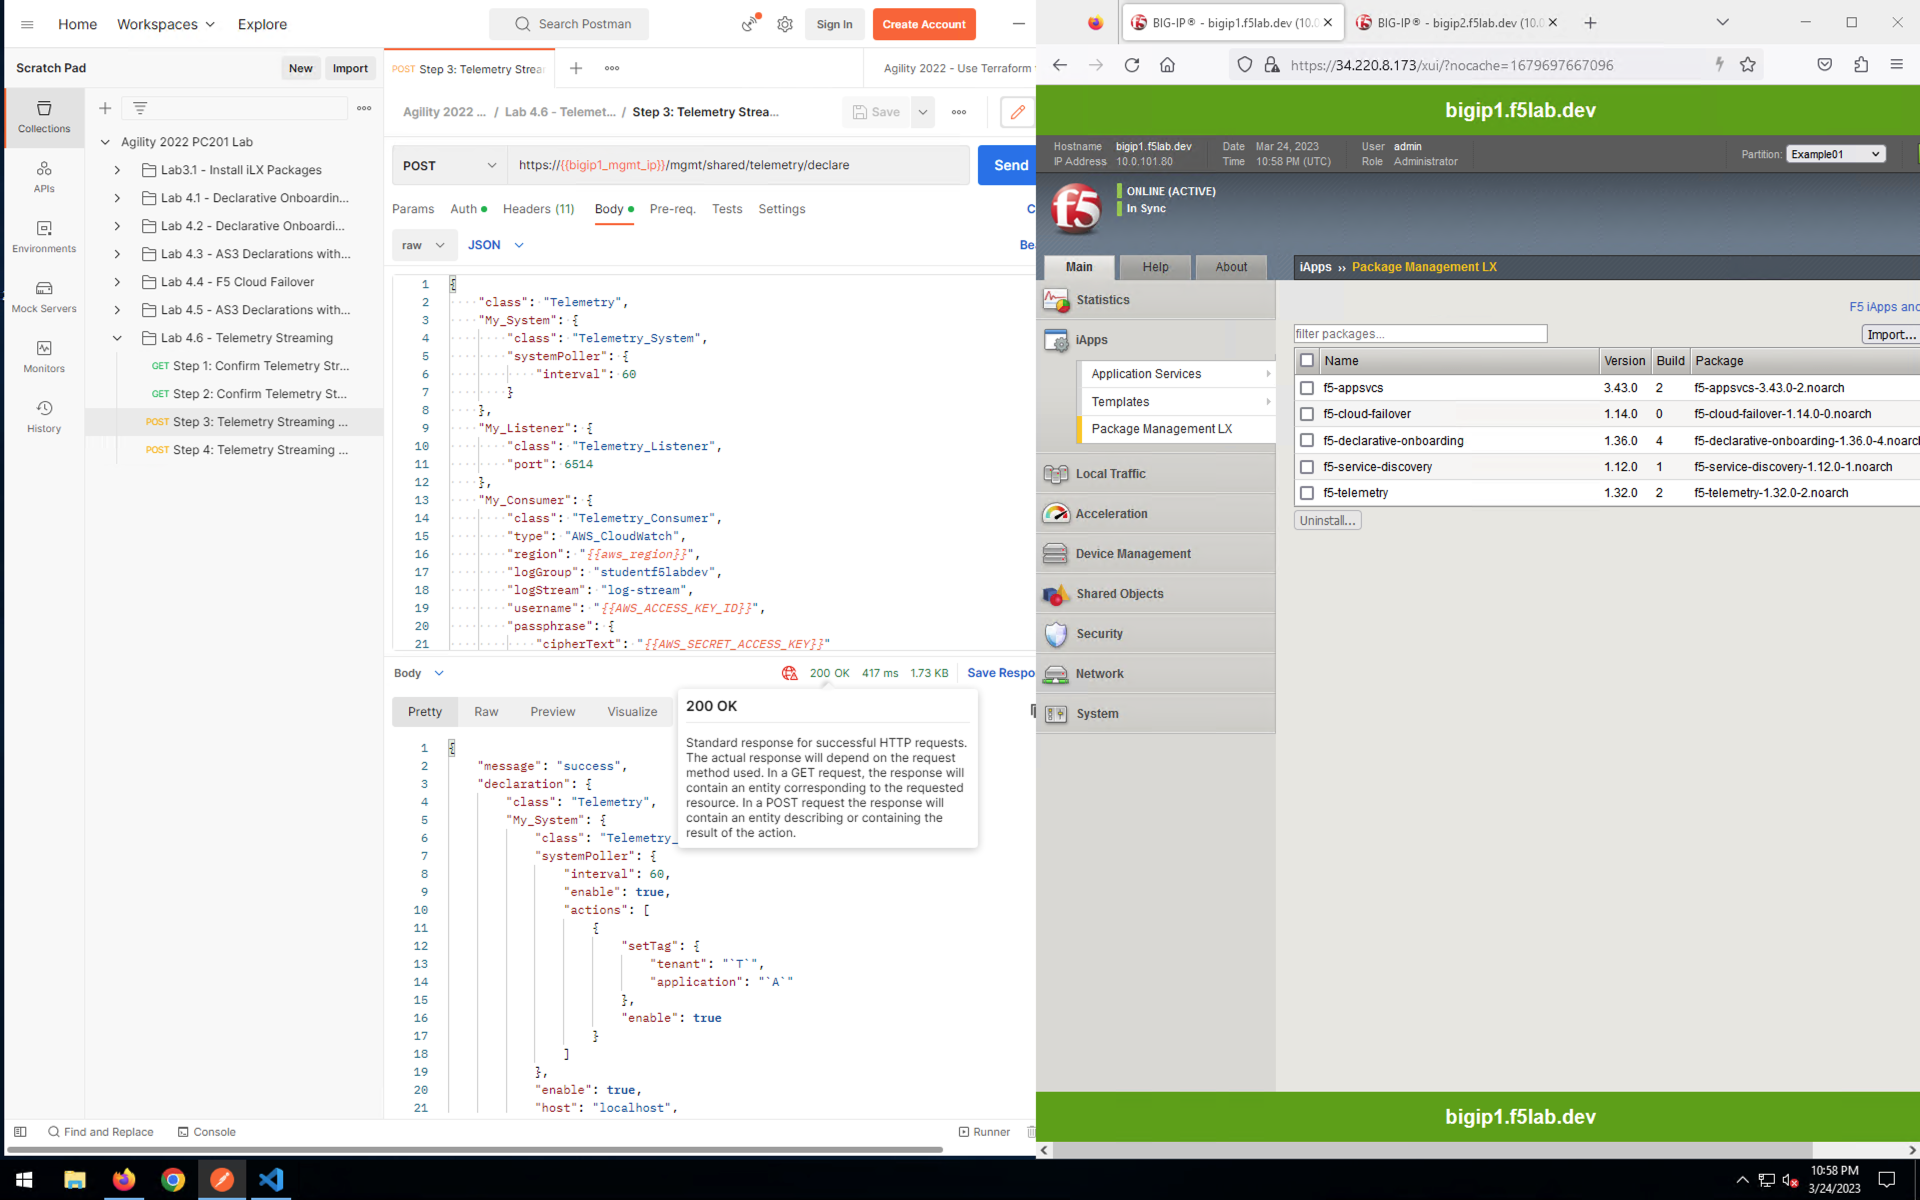 Home
Workspaces
Explore
Search Postman
Sign In
Create Account
Scratch Pad
New
Import
POST Step 3: Telemetry Strea
Agility 2022 - Use Terraform
Collections
APIs
Environments
Mock Servers
Monitors
History
Agility 2022 PC201 Lab
Lab3.1 - Install iLX Packages
Lab 4.1 - Declarative Onboardin...
Lab 4.2 - Declarative Onboardi...
Lab 4.3 - AS3 Declarations with...
Lab 4.4 - F5 Cloud Failover
Lab 4.5 - AS3 Declarations with...
Lab 4.6 - Telemetry Streaming
GET Step 1: Confirm Telemetry Str...
GET Step 2: Confirm Telemetry St...
POST Step 3: Telemetry Streaming ...
POST Step 4: Telemetry Streaming ...
Agility 2022 ... / Lab 4.6 - Telemet... / Step 3: Telemetry Strea...
Save
POST
https://{{bigip1_mgmt_ip}}/mgmt/shared/telemetry/declare
Send
Params Auth Headers (11) Body Pre-req. Tests Settings C
raw JSON Be
1 {
2 "class": "Telemetry",
3 "My_System": {
4 "class": "Telemetry_System",
5 "systemPoller": {
6 "interval": 60
7 }
8 },
9 "My_Listener": {
10 "class": "Telemetry_Listener",
11 "port": 6514
12 },
13 "My_Consumer": {
14 "class": "Telemetry_Consumer",
15 "type": "AWS_CloudWatch",
16 "region": "{{aws_region}}",
17 "logGroup": "studentf5labdev",
18 "logStream": "log-stream",
19 "username": "{{AWS_ACCESS_KEY_ID}}",
20 "passphrase": {
21 "cipherText": "{{AWS_SECRET_ACCESS_KEY}}"
Body 200 OK 417 ms 1.73 KB Save Respo
Pretty Raw Preview Visualize
200 OK
Standard response for successful HTTP requests.
The actual response will depend on the request
method used. In a GET request, the response will
contain an entity corresponding to the requested
resource. In a POST request the response will
contain an entity describing or containing the
result of the action.
1 {
2 "message": "success",
3 "declaration": {
4 "class": "Telemetry",
5 "My_System": {
6 "class": "Telemetry_
7 "systemPoller": {
8 "interval": 60,
9 "enable": true,
10 "actions": [
11 {
12 "setTag": {
13 "tenant": "`T`",
14 "application": "`A`"
15 },
16 "enable": true
17 }
18 ]
19 },
20 "enable": true,
21 "host": "localhost",
Find and Replace
Console
Runner
BIG-IP® - bigip1.f5lab.dev (10.0
BIG-IP® - bigip2.f5lab.dev (10.0
https://34.220.8.173/xui/?nocache=1679697667096
bigip1.f5lab.dev
Hostname bigip1.f5lab.dev Date Mar 24, 2023 User admin
IP Address 10.0.101.80 Time 10:58 PM (UTC) Role Administrator
Partition: Example01
f5
ONLINE (ACTIVE)
In Sync
Main Help About
iApps ›› Package Management LX
Statistics
iApps
Application Services
Templates
Package Management LX
Local Traffic
Acceleration
Device Management
Shared Objects
Security
Network
System
F5 iApps and
filter packages...
Import...
Name Version Build Package
f5-appsvcs 3.43.0 2 f5-appsvcs-3.43.0-2.noarch
f5-cloud-failover 1.14.0 0 f5-cloud-failover-1.14.0-0.noarch
f5-declarative-onboarding 1.36.0 4 f5-declarative-onboarding-1.36.0-4.noarch
f5-service-discovery 1.12.0 1 f5-service-discovery-1.12.0-1.noarch
f5-telemetry 1.32.0 2 f5-telemetry-1.32.0-2.noarch
Uninstall...
bigip1.f5lab.dev
10:58 PM
3/24/2023